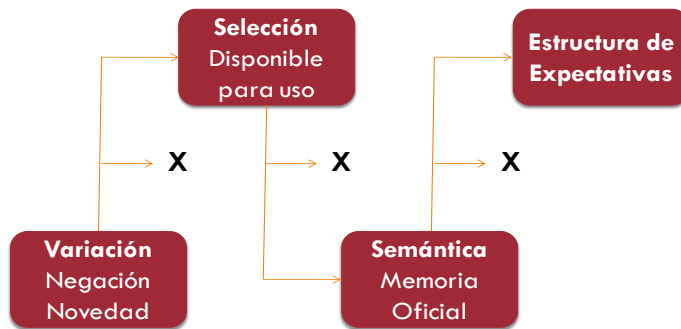 Selección
Disponible
para uso
Estructura de
Expectativas
X
X
X
Variación
Negación
Novedad
Semántica
Memoria
Oficial